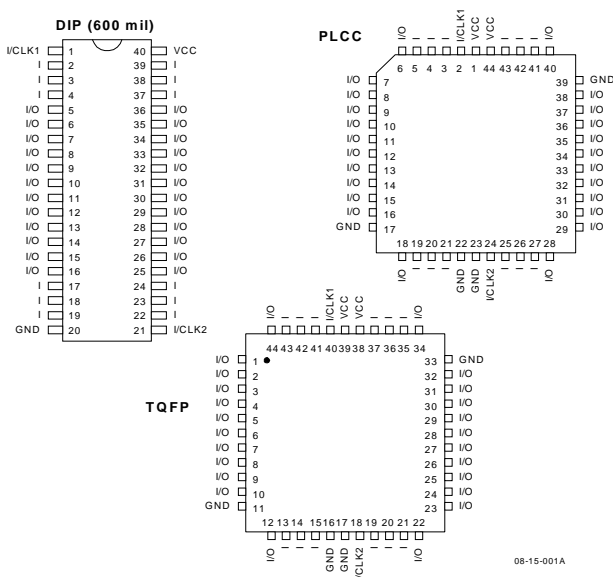 DIP (600 mil)
I/CLK1 1 40 VCC
I 2 39 I
I 3 38 I
I 4 37 I
I/O 5 36 I/O
I/O 6 35 I/O
I/O 7 34 I/O
I/O 8 33 I/O
I/O 9 32 I/O
I/O 10 31 I/O
I/O 11 30 I/O
I/O 12 29 I/O
I/O 13 28 I/O
I/O 14 27 I/O
I/O 15 26 I/O
I/O 16 25 I/O
I 17 24 I
I 18 23 I
I 19 22 I
GND 20 21 I/CLK2
PLCC
I/O I I I I/CLK1 VCC VCC I I I I/O
6 5 4 3 2 1 44 43 42 41 40
I/O 7 39 GND
I/O 8 38 I/O
I/O 9 37 I/O
I/O 10 36 I/O
I/O 11 35 I/O
I/O 12 34 I/O
I/O 13 33 I/O
I/O 14 32 I/O
I/O 15 31 I/O
I/O 16 30 I/O
GND 17 29 I/O
18 19 20 21 22 23 24 25 26 27 28
I/O I I I GND GND I/CLK2 I I I I/O
TQFP
I/O I I I I/CLK1 VCC VCC I I I I/O
44 43 42 41 40 39 38 37 36 35 34
I/O 1 33 GND
I/O 2 32 I/O
I/O 3 31 I/O
I/O 4 30 I/O
I/O 5 29 I/O
I/O 6 28 I/O
I/O 7 27 I/O
I/O 8 26 I/O
I/O 9 25 I/O
I/O 10 24 I/O
GND 11 23 I/O
12 13 14 15 16 17 18 19 20 21 22
I/O I I I GND GND I/CLK2 I I I I/O
08-15-001A